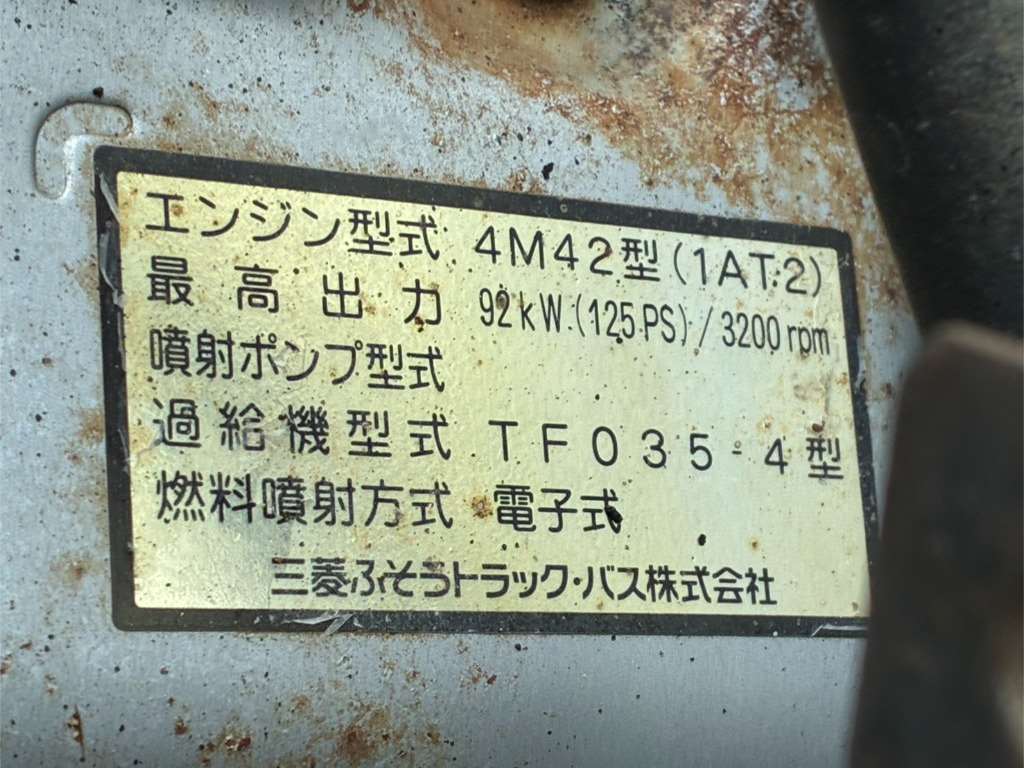 エンジン型式 4M42型(1AT2)
最高出力 92kW(125PS)/3200rpm
噴射ポンプ型式
過給機型式 TF035-4型
燃料噴射方式 電子式
三菱ふそうトラック・バス株式会社